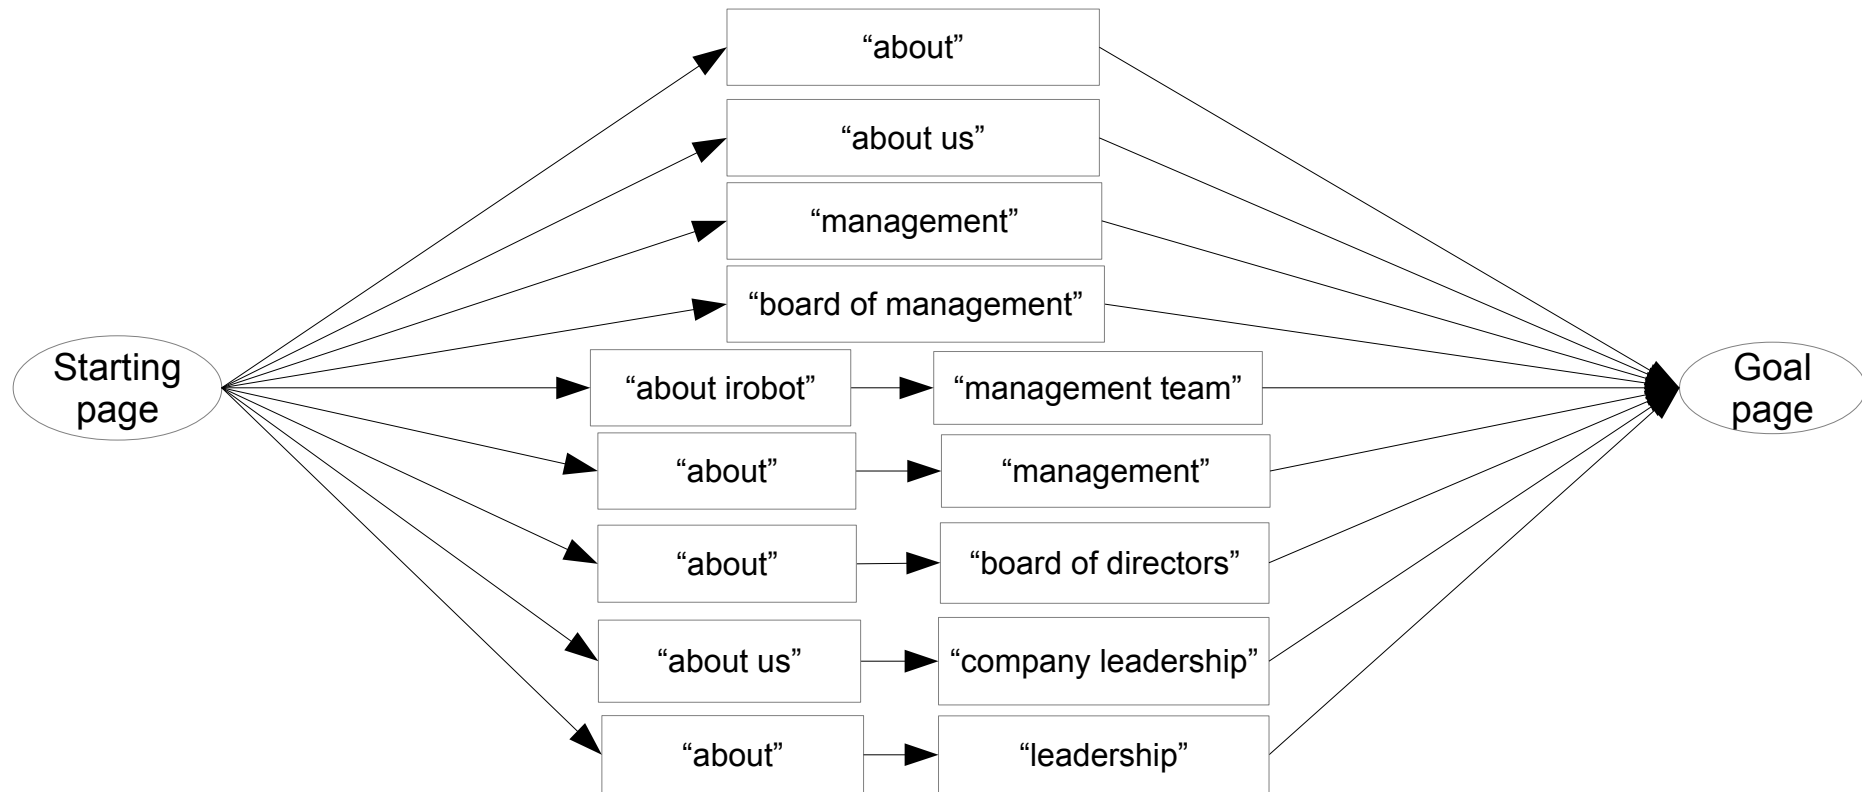 “about”
“about us”
“management”
“board of management”
Starting
page
“about irobot”
“management team”
Goal
page
“about”
“management”
“about”
“board of directors”
“about us”
“company leadership”
“about”
“leadership”